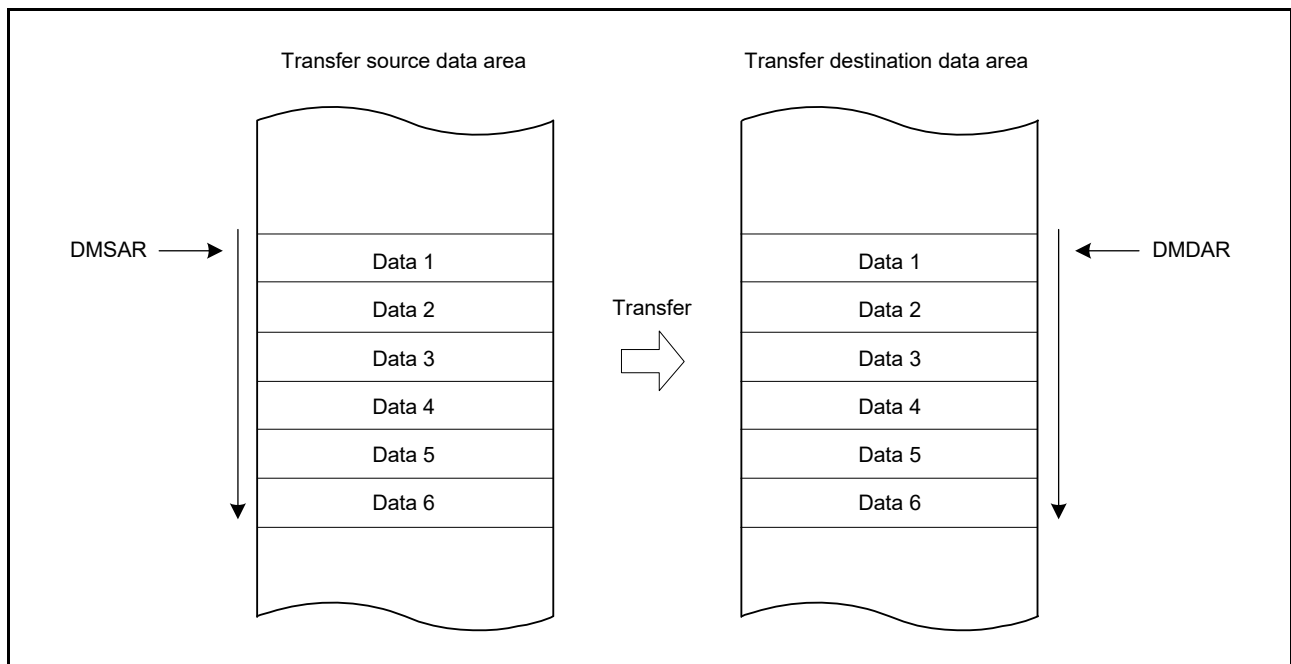 Transfer source data area
Transfer destination data area
DMSAR
DMDAR
Data 1
Data 2
Data 3
Data 4
Data 5
Data 6
Transfer
Data 1
Data 2
Data 3
Data 4
Data 5
Data 6